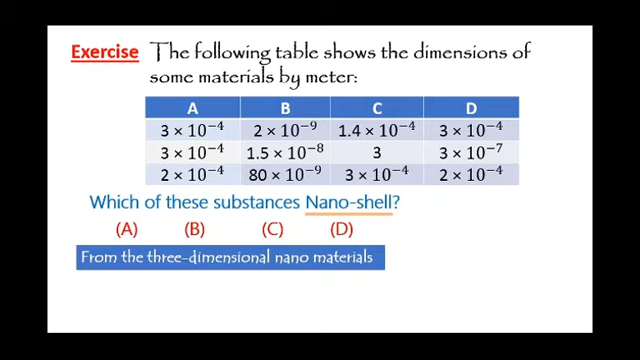 Exercise The following table shows the dimensions of
some materials by meter:
A B C D
3 × 10⁻⁴ 2 × 10⁻⁹ 1.4 × 10⁻⁴ 3 × 10⁻⁴
3 × 10⁻⁴ 1.5 × 10⁻⁸ 3 3 × 10⁻⁷
2 × 10⁻⁴ 80 × 10⁻⁹ 3 × 10⁻⁴ 2 × 10⁻⁴
Which of these substances Nano-shell?
(A) (B) (C) (D)
From the three-dimensional nano materials